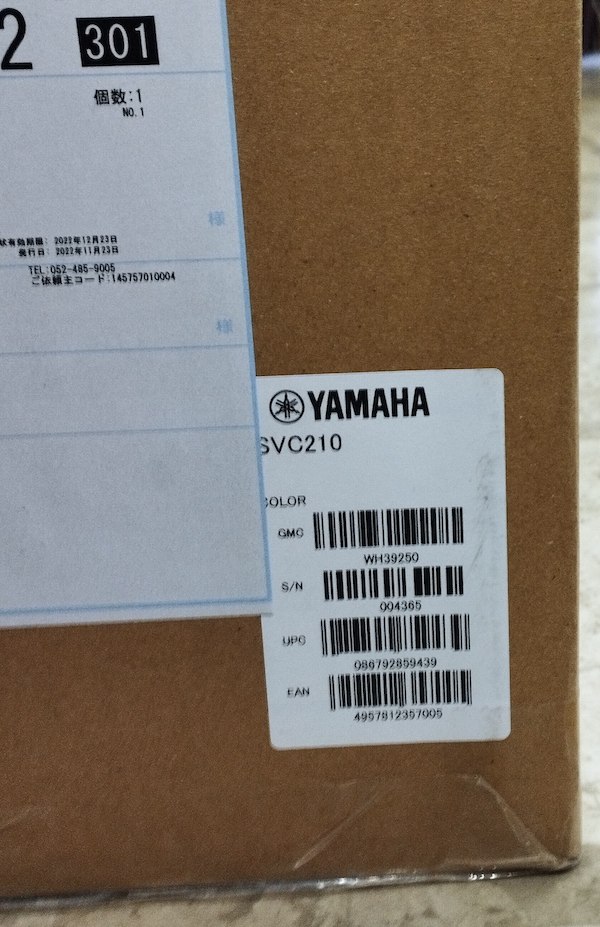 2 301
個数:1
NO.1
様
状有効期限: 2022年12月23日
発行日: 2022年11月23日
TEL:052-485-9005
ご依頼主コード:145757010004
様
YAMAHA
SVC210
COLOR
GMC
WH39250
S/N
004365
UPC
086792859439
EAN
4957812357005